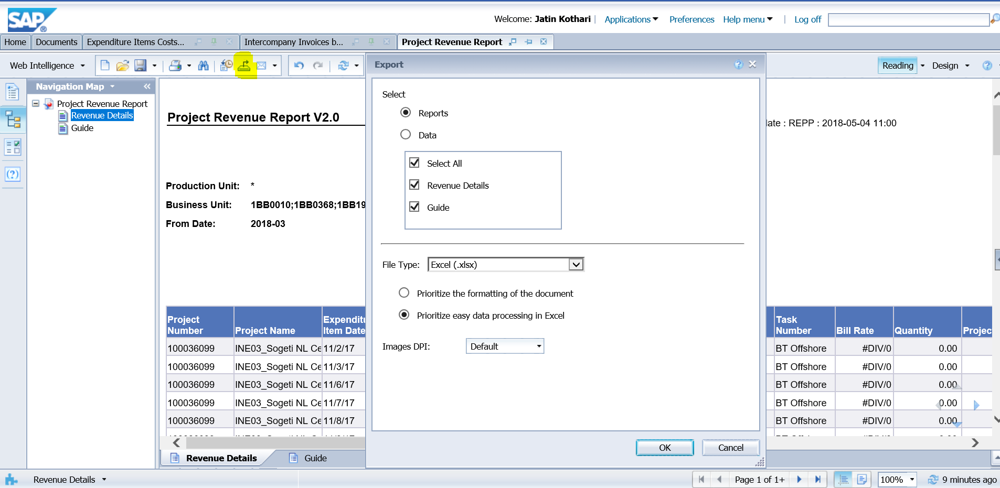 SAP®
Welcome: Jatin Kothari | Applications Preferences Help menu | Log off
Home Documents Expenditure Items Costs... Intercompany Invoices b... Project Revenue Report
Web Intelligence
Export
Reading Design
Navigation Map
Project Revenue Report
Revenue Details
Guide
Project Revenue Report V2.0
late : REPP : 2018-05-04 11:00
Production Unit: *
Business Unit: 1BB0010;1BB0368;1BB19
From Date: 2018-03
Select
Reports
Data
Select All
Revenue Details
Guide
File Type: Excel (.xlsx)
Prioritize the formatting of the document
Prioritize easy data processing in Excel
Images DPI: Default
OK Cancel
Project Number Project Name Expenditu Item Date Task Number Bill Rate Quantity Projec
100036099 INE03_Sogeti NL Ce 11/2/17 BT Offshore #DIV/0 0.00
100036099 INE03_Sogeti NL Ce 11/3/17 BT Offshore #DIV/0 0.00
100036099 INE03_Sogeti NL Ce 11/6/17 BT Offshore #DIV/0 0.00
100036099 INE03_Sogeti NL Ce 11/7/17 BT Offshore #DIV/0 0.00
100036099 INE03_Sogeti NL Ce 11/8/17 BT Offshore #DIV/0 0.00
Revenue Details Guide
Revenue Details
Page 1 of 1+
100%
9 minutes ago